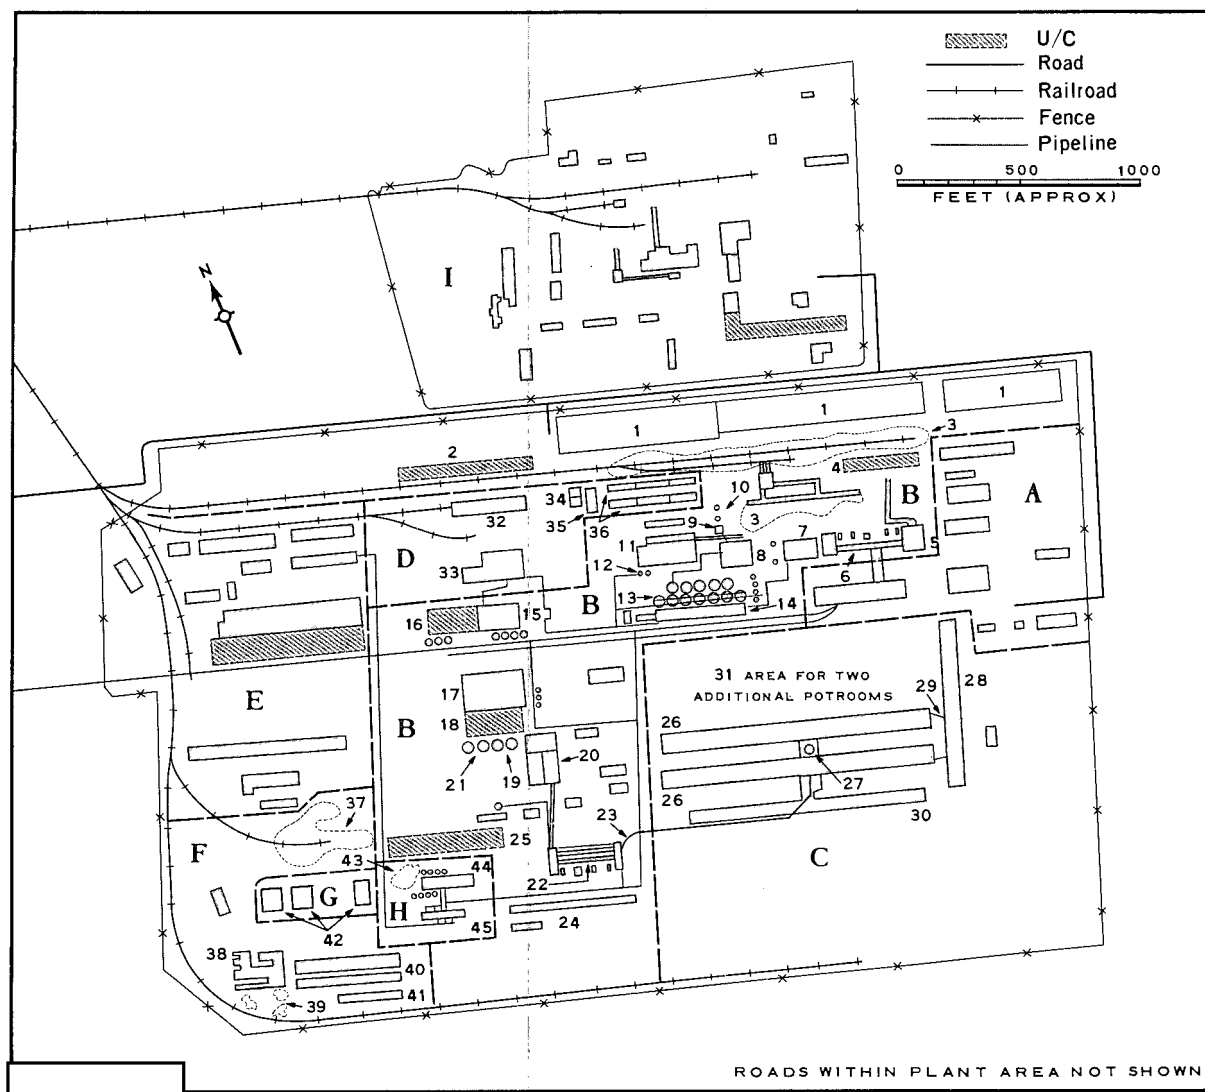 U/C
Road
Railroad
Fence
Pipeline
0 500 1000
FEET (APPROX)
N
I
1
1
1
2
3
4
B
A
34
35
36
10
3
32
9
11
7
5
D
33
12
8
6
13
B
14
16
15
31 AREA FOR TWO
ADDITIONAL POTROOMS
29
28
17
E
B
18
26
20
21
19
26
27
37
23
30
25
F
43
44
C
G
22
H
42
45
24
38
40
39
41
ROADS WITHIN PLANT AREA NOT SHOWN